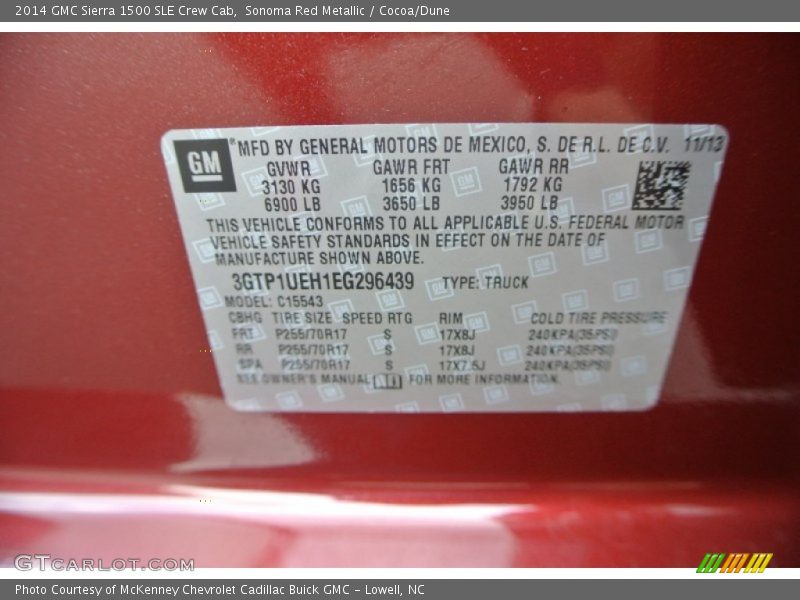 2014 GMC Sierra 1500 SLE Crew Cab, Sonoma Red Metallic / Cocoa/Dune
GM ® MFD BY GENERAL MOTORS DE MEXICO, S. DE R.L. DE C.V. 11/13
GVWR GAWR FRT GAWR RR
3130 KG 1656 KG 1792 KG
6900 LB 3650 LB 3950 LB
THIS VEHICLE CONFORMS TO ALL APPLICABLE U.S. FEDERAL MOTOR
VEHICLE SAFETY STANDARDS IN EFFECT ON THE DATE OF
MANUFACTURE SHOWN ABOVE.
3GTP1UEH1EG296439 TYPE: TRUCK
MODEL: C15543
CBHG TIRE SIZE SPEED RTG RIM COLD TIRE PRESSURE
FRT P255/70R17 S 17X8J 240KPA(35PSI)
RR P255/70R17 S 17X8J 240KPA(35PSI)
SPA P255/70R17 S 17X7.5J 240KPA(35PSI)
SEE OWNER'S MANUAL FOR MORE INFORMATION.
GTCARLOT.COM
Photo Courtesy of McKenney Chevrolet Cadillac Buick GMC - Lowell, NC